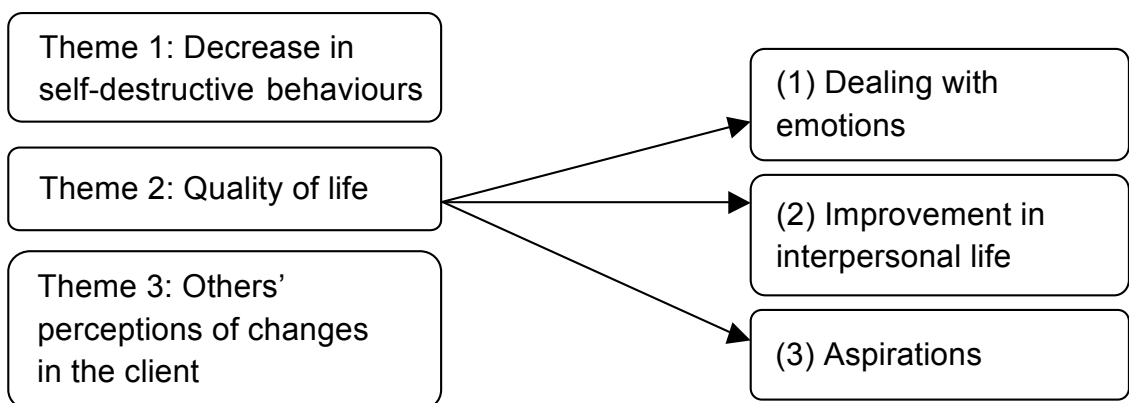 Theme 1: Decrease in
self-destructive behaviours
Theme 2: Quality of life
Theme 3: Others’
perceptions of changes
in the client
(1) Dealing with
emotions
(2) Improvement in
interpersonal life
(3) Aspirations